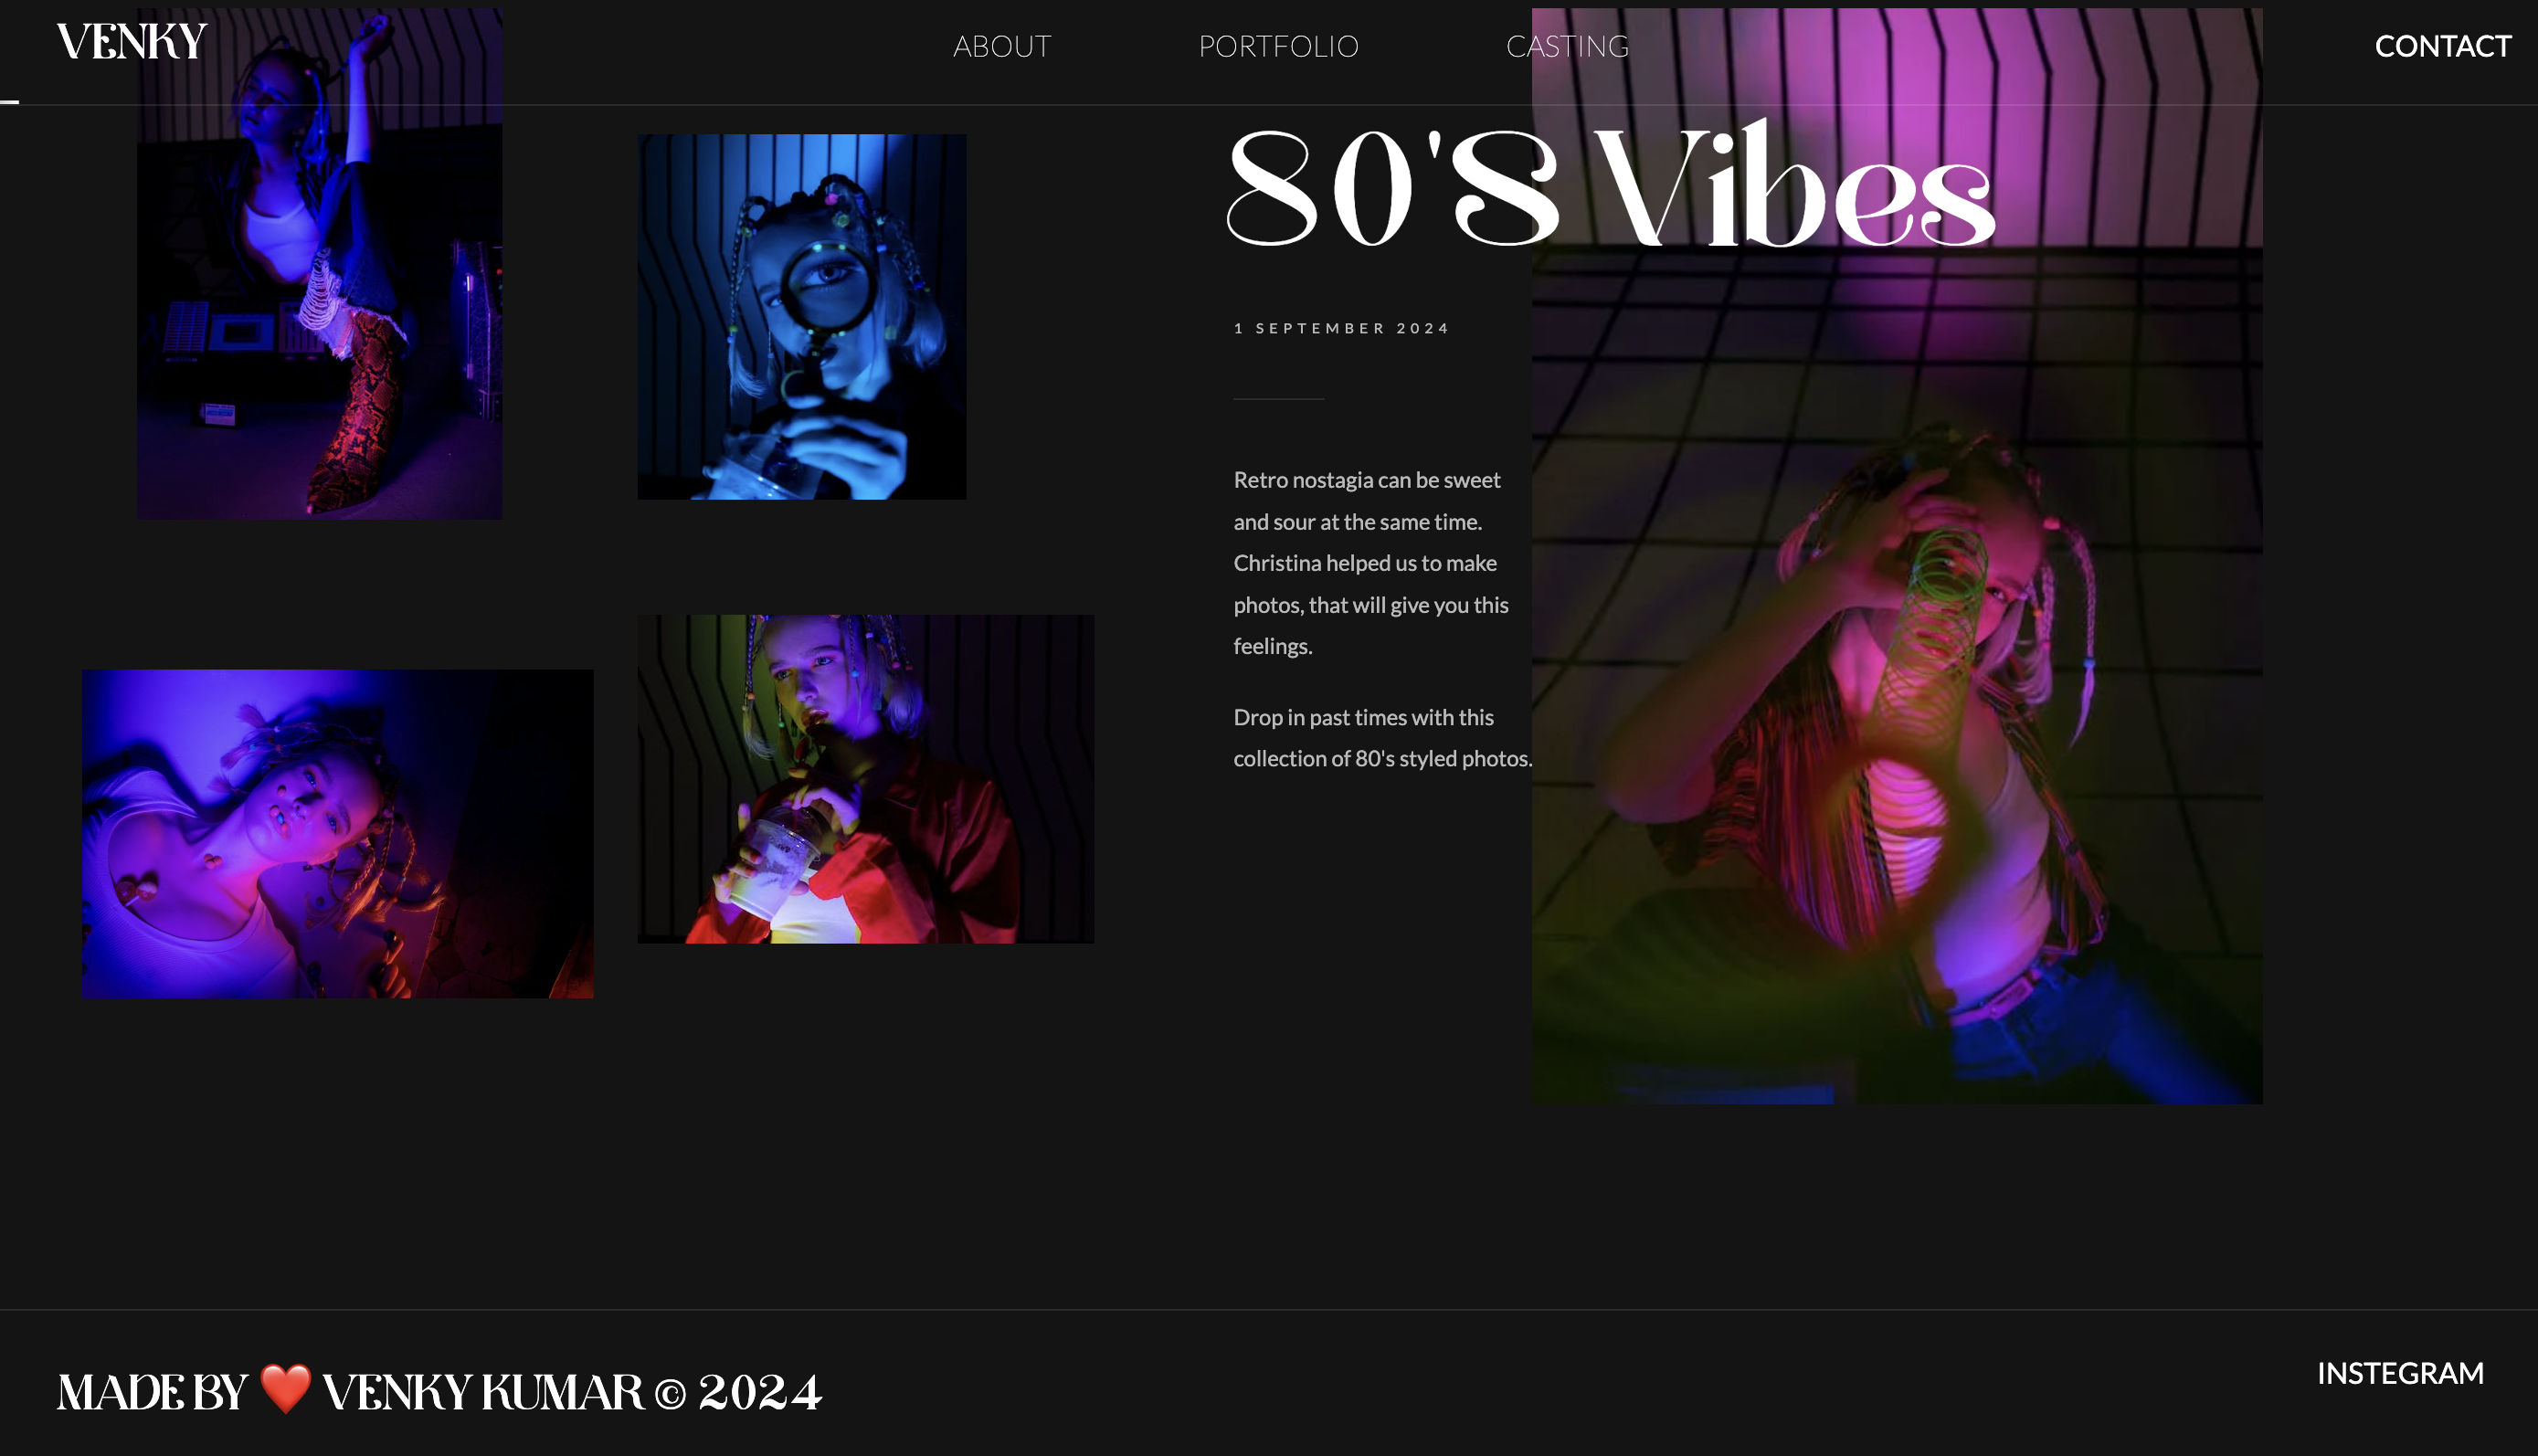 VENKY
ABOUT
PORTFOLIO
CASTING
CONTACT
80'S Vibes
1 SEPTEMBER 2024
Retro nostagia can be sweet
and sour at the same time.
Christina helped us to make
photos, that will give you this
feelings.
Drop in past times with this
collection of 80's styled photos.
MADE BY ❤️ VENKY KUMAR © 2024
INSTEGRAM